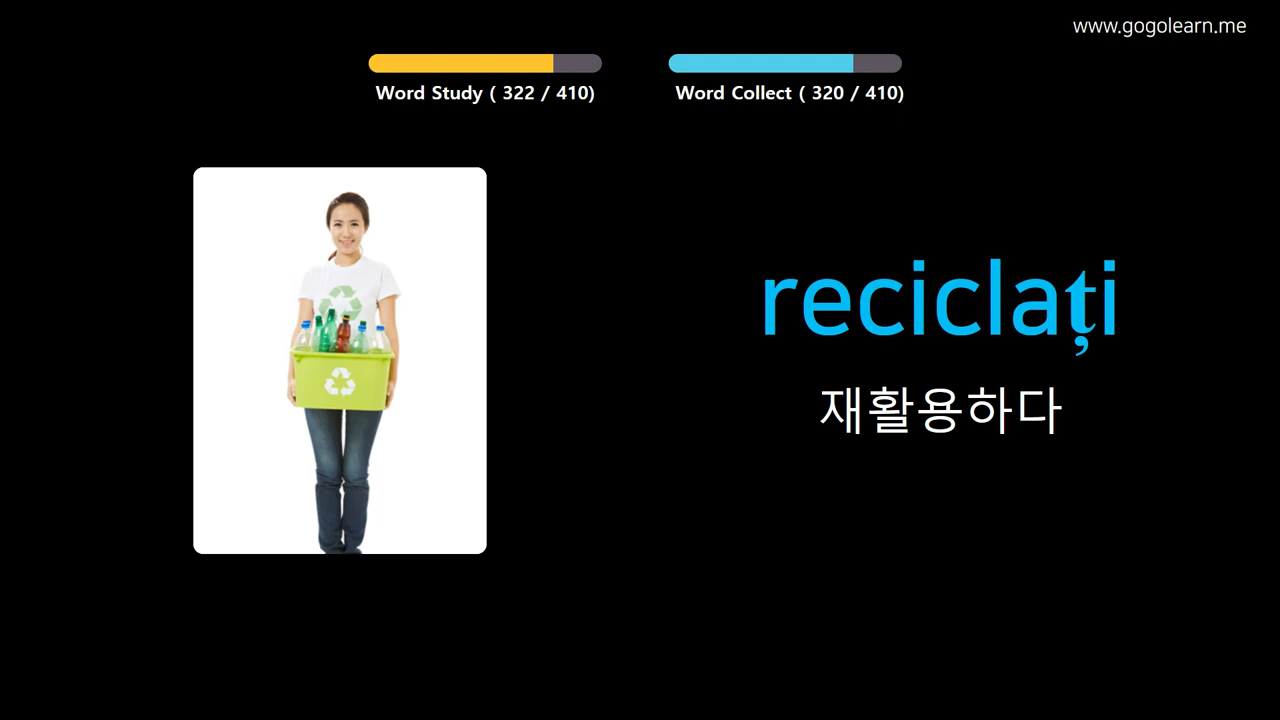 www.gogolearn.me
Word Study ( 322 / 410)
Word Collect ( 320 / 410)
reciclați
재활용하다